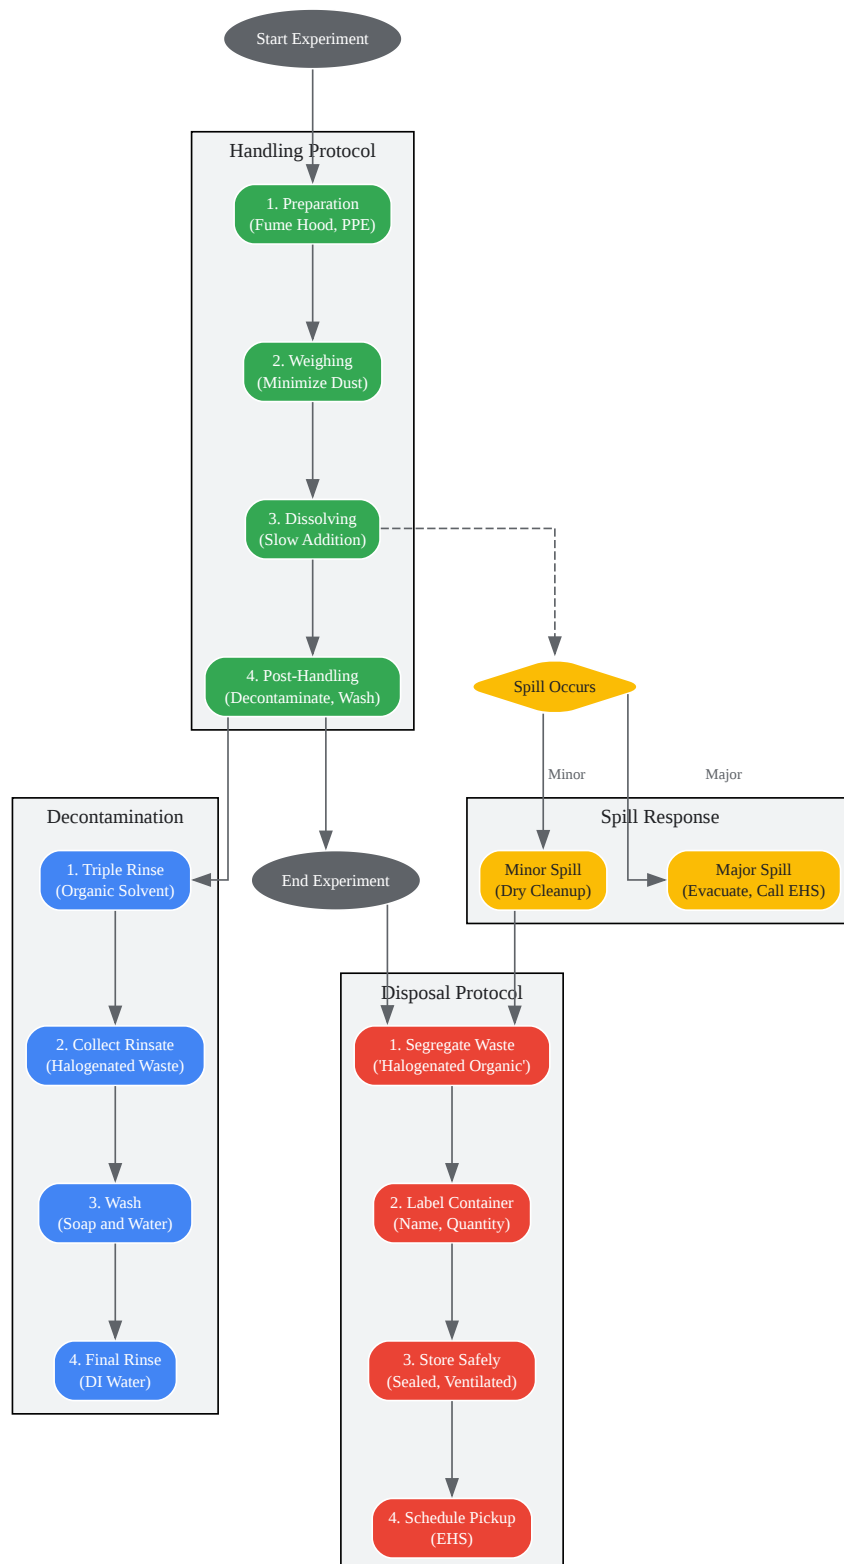 Start Experiment
Handling Protocol
1. Preparation
(Fume Hood, PPE)
2. Weighing
(Minimize Dust)
3. Dissolving
(Slow Addition)
4. Post-Handling
(Decontaminate, Wash)
Spill Occurs
Minor
Major
Decontamination
1. Triple Rinse
(Organic Solvent)
2. Collect Rinsate
(Halogenated Waste)
3. Wash
(Soap and Water)
4. Final Rinse
(DI Water)
End Experiment
Spill Response
Minor Spill
(Dry Cleanup)
Major Spill
(Evacuate, Call EHS)
Disposal Protocol
1. Segregate Waste
('Halogenated Organic')
2. Label Container
(Name, Quantity)
3. Store Safely
(Sealed, Ventilated)
4. Schedule Pickup
(EHS)